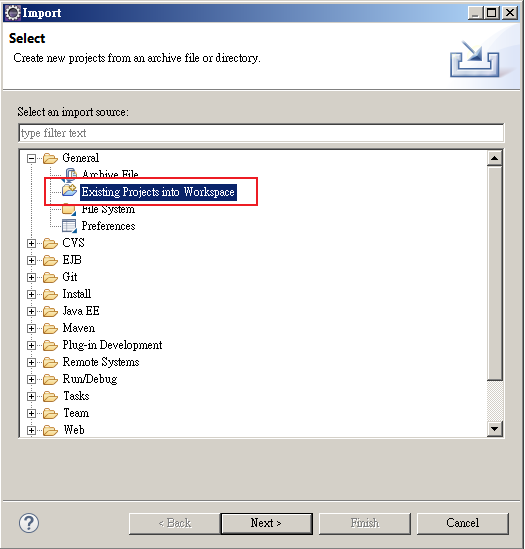 Import
Select
Create new projects from an archive file or directory.
Select an import source:
type filter text
General
Archive File
Existing Projects into Workspace
File System
Preferences
CVS
EJB
Git
Install
Java EE
Maven
Plug-in Development
Remote Systems
Run/Debug
Tasks
Team
Web
?
< Back
Next >
Finish
Cancel